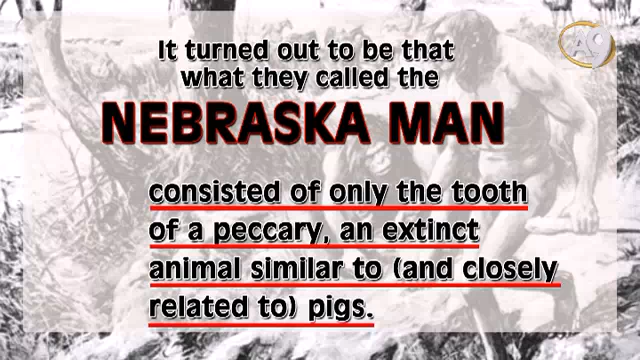 It turned out to be that
what they called the
NEBRASKA MAN
consisted of only the tooth
of a peccary, an extinct
animal similar to (and closely
related to) pigs.
A9